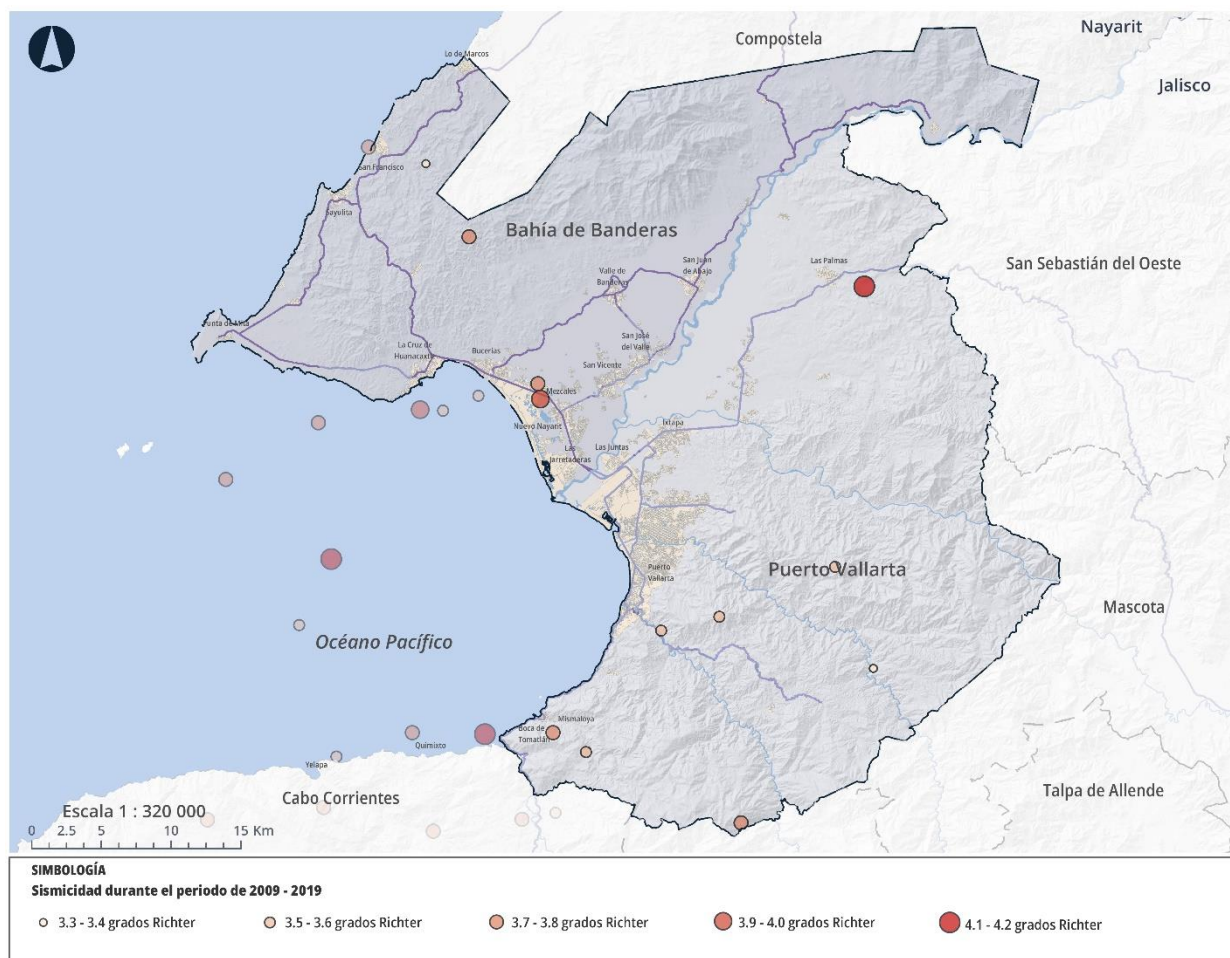 Nayarit
Compostela
Lo de Marcos
Jalisco
San Francisco
Sayulita
Bahía de Banderas
San Sebastián del Oeste
San Juan
de Abajo
Las Palmas
Valle de
Banderas
Punta de Mita
La Cruz de
Huanacaxtle
Bucerías
San José
del Valle
San Vicente
Mezcales
Nuevo Nayarit
Ixtapa
Las
Jarretaderas
Las Juntas
Puerto
Vallarta
Puerto Vallarta
Mascota
Océano Pacífico
Mismaloya
Boca de
Tomatlán
Quimixto
Yelapa
Cabo Corrientes
Talpa de Allende
Escala 1 : 320 000
0 2.5 5 10 15 Km
SIMBOLOGÍA
Sismicidad durante el periodo de 2009 - 2019
3.3 - 3.4 grados Richter
3.5 - 3.6 grados Richter
3.7 - 3.8 grados Richter
3.9 - 4.0 grados Richter
4.1 - 4.2 grados Richter